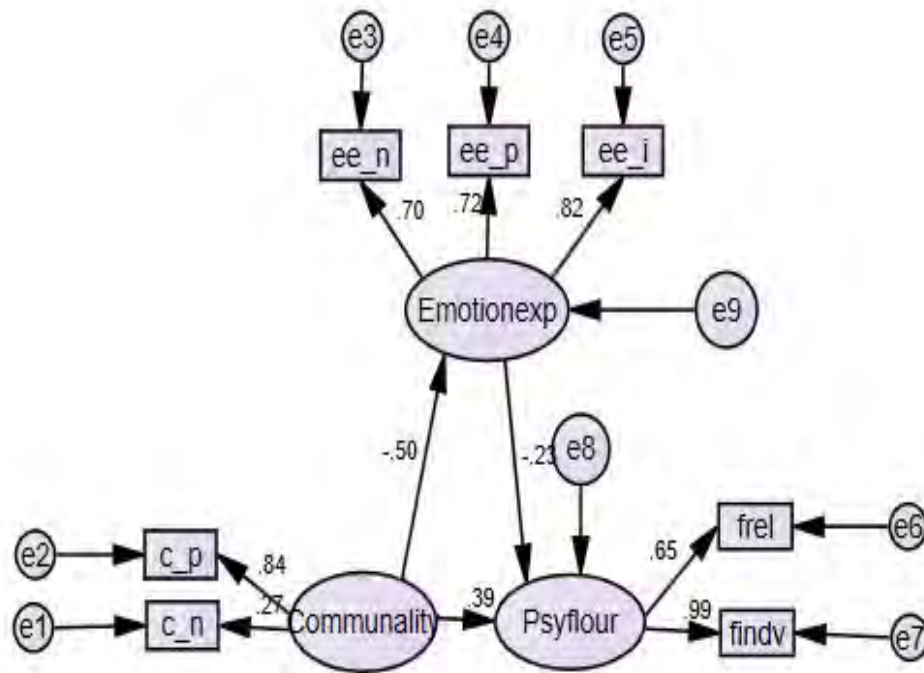 e3 e4 e5
ee_n ee_p ee_i
.70 .72 .82
Emotionexp e9
-.50 -.23 e8
e2 c_p .84 .65 frel e6
e1 c_n .27 Communality .39 Psyflour .99 findv e7